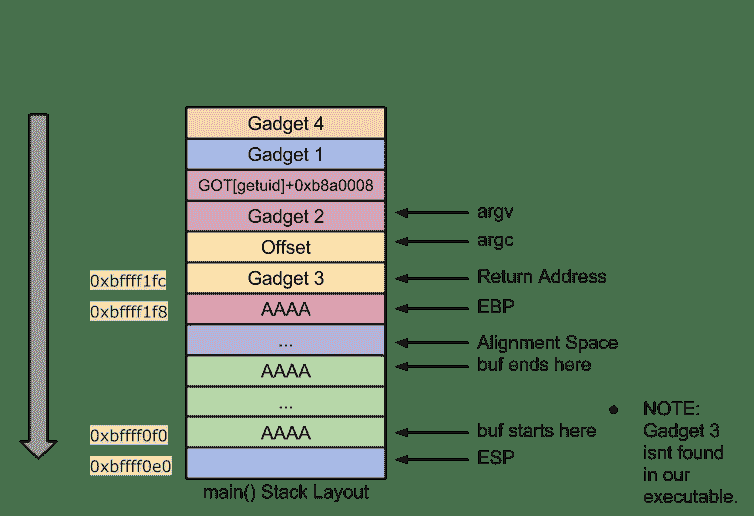 Gadget 4
Gadget 1
GOT[getuid]+0xb8a0008
Gadget 2
argv
Offset
argc
0xbffff1fc
Gadget 3
Return Address
0xbffff1f8
AAAA
EBP
...
Alignment Space
AAAA
buf ends here
...
0xbffff0f0
AAAA
buf starts here
0xbffff0e0
ESP
main() Stack Layout
● NOTE:
Gadget 3
isnt found
in our
executable.